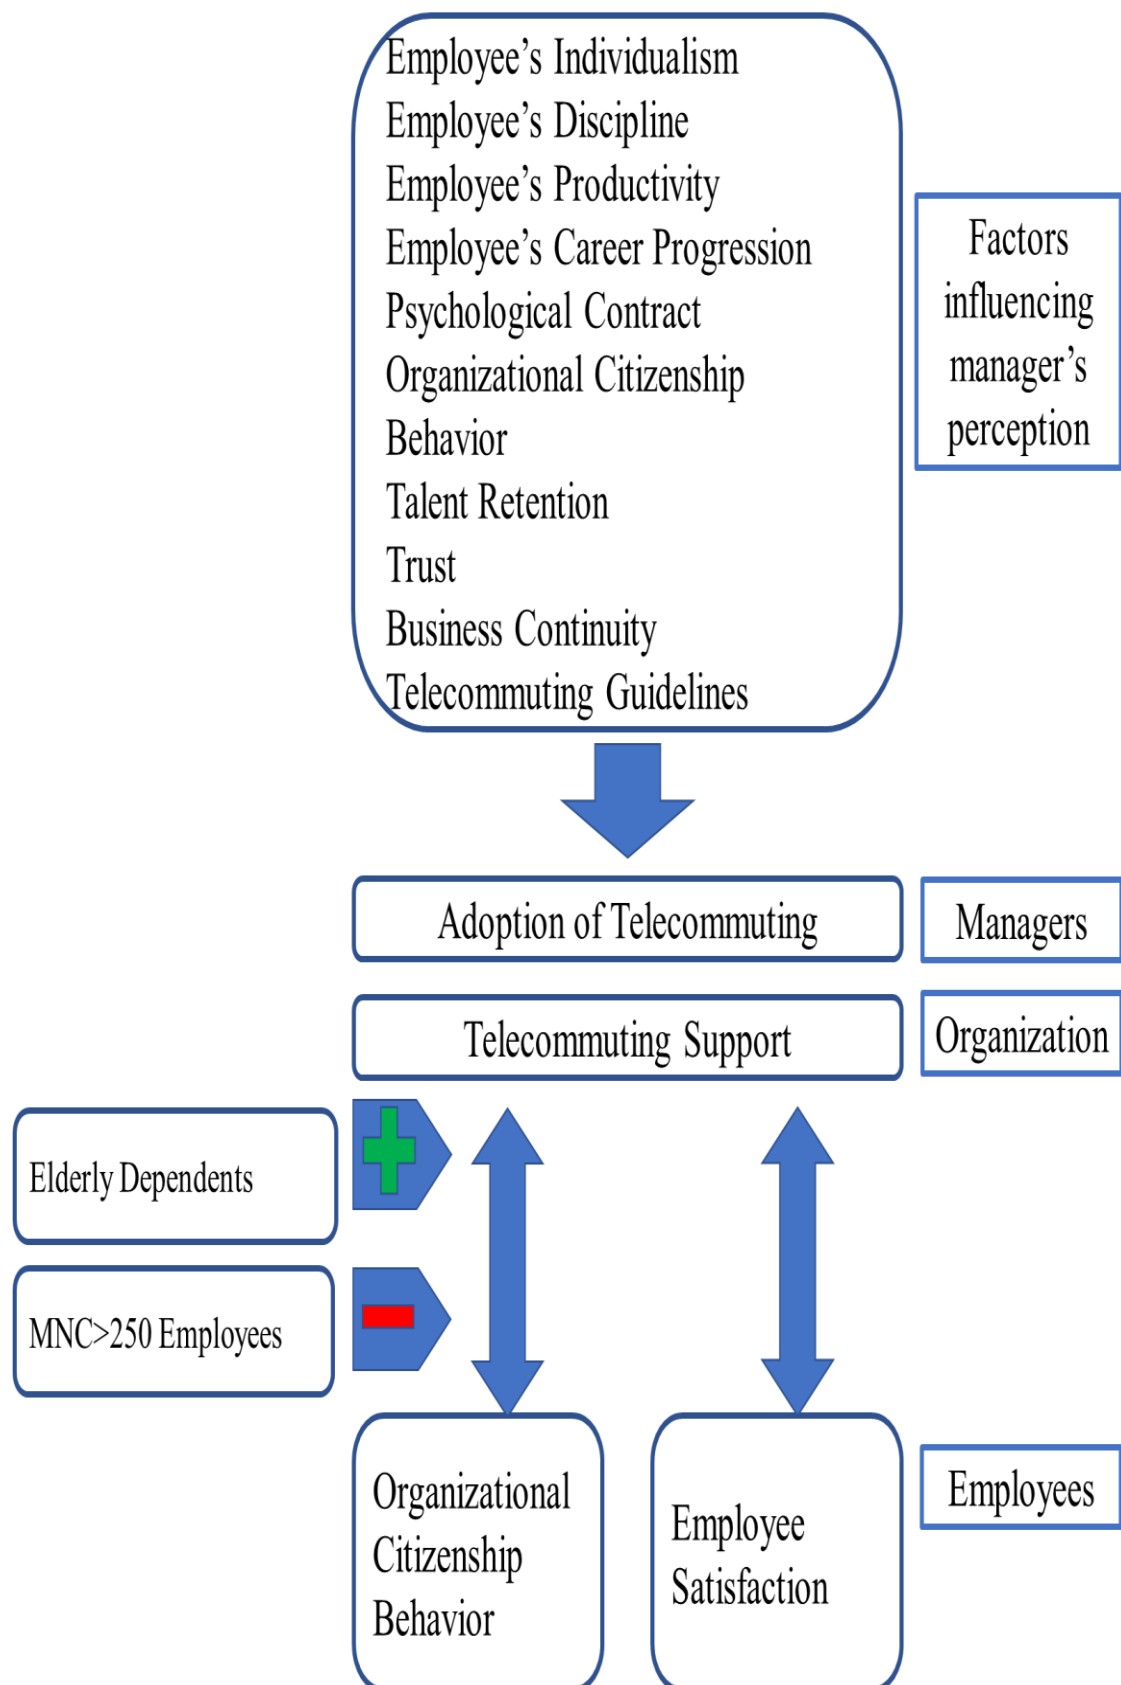 Employee’s Individualism
Employee’s Discipline
Employee’s Productivity
Employee’s Career Progression
Psychological Contract
Organizational Citizenship
Behavior
Talent Retention
Trust
Business Continuity
Telecommuting Guidelines
Factors
influencing
manager’s
perception
Adoption of Telecommuting
Managers
Telecommuting Support
Organization
Elderly Dependents
MNC>250 Employees
Organizational
Citizenship
Behavior
Employee
Satisfaction
Employees